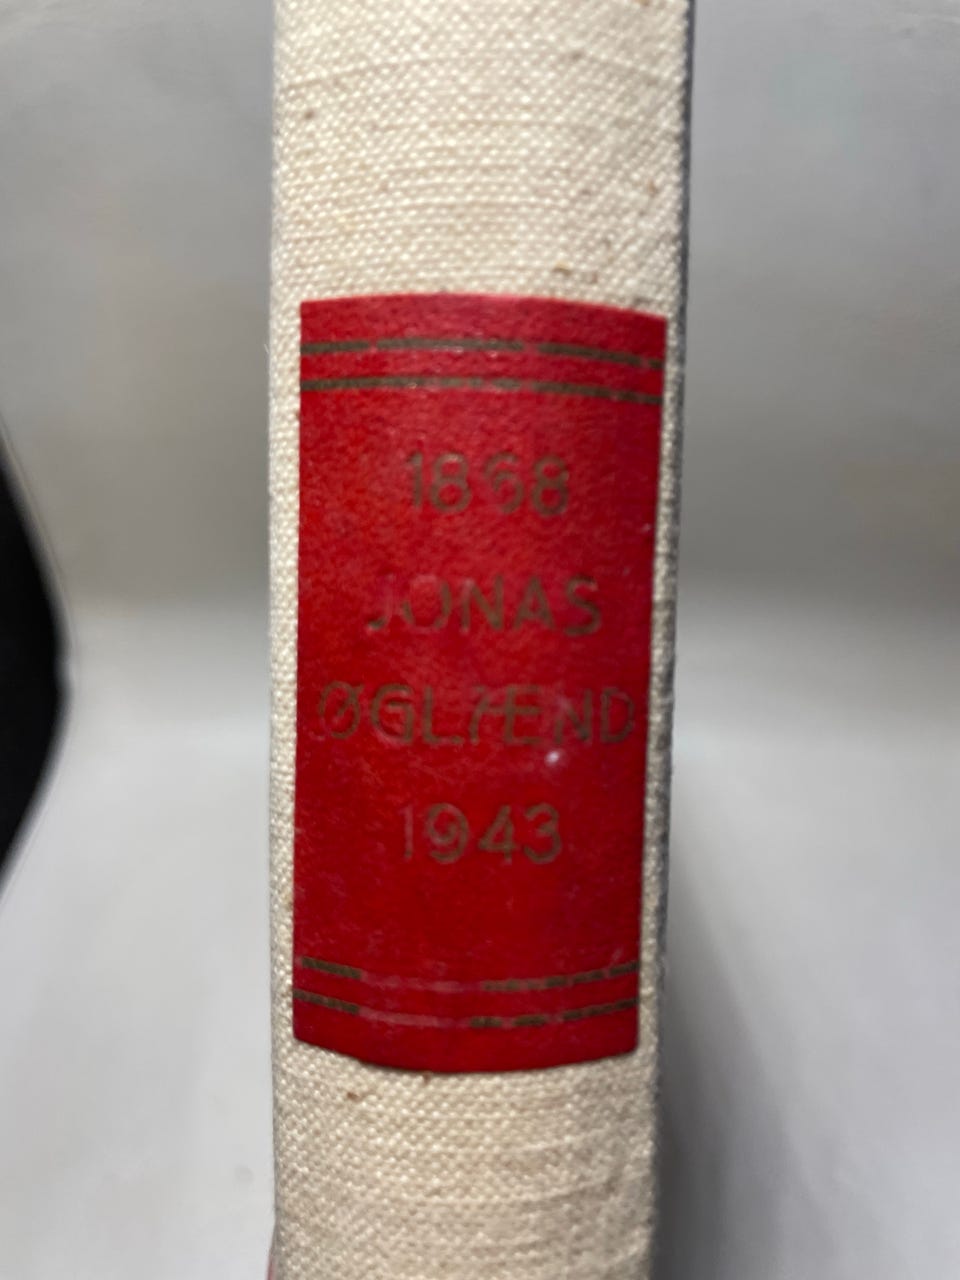 1868
JONAS
ØGLÆND
1943